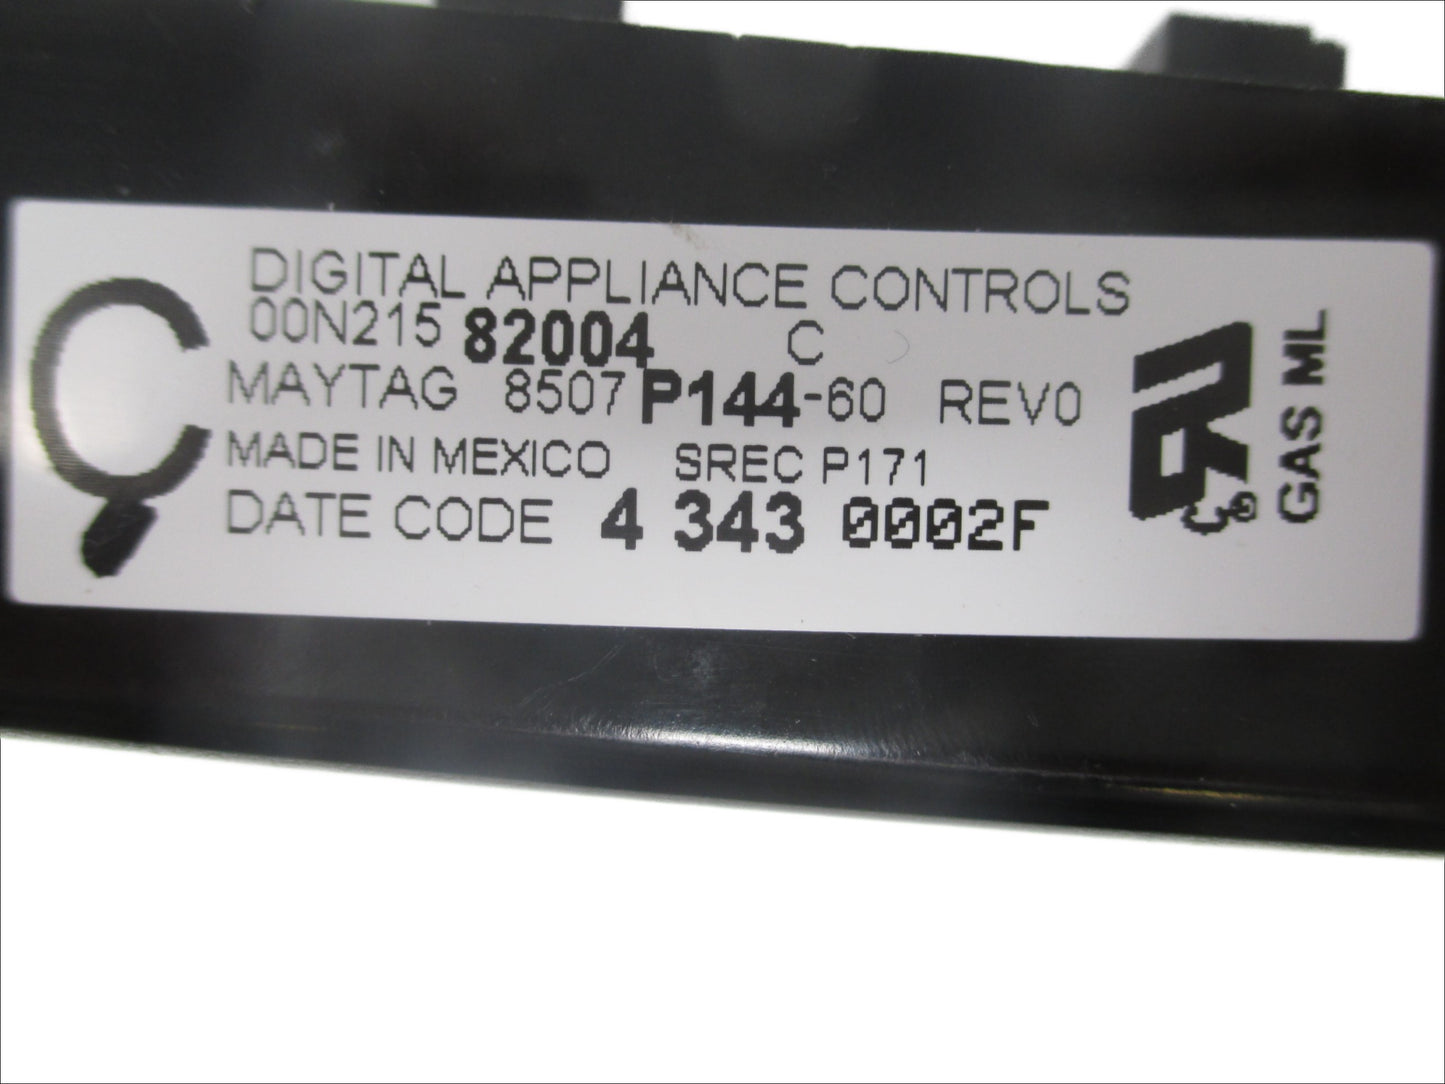 DIGITAL APPLIANCE CONTROLS
00N215 82004 C
MAYTAG 8507 P144-60 REV0
MADE IN MEXICO SREC P171
DATE CODE 4 343 0002F
GAS ML